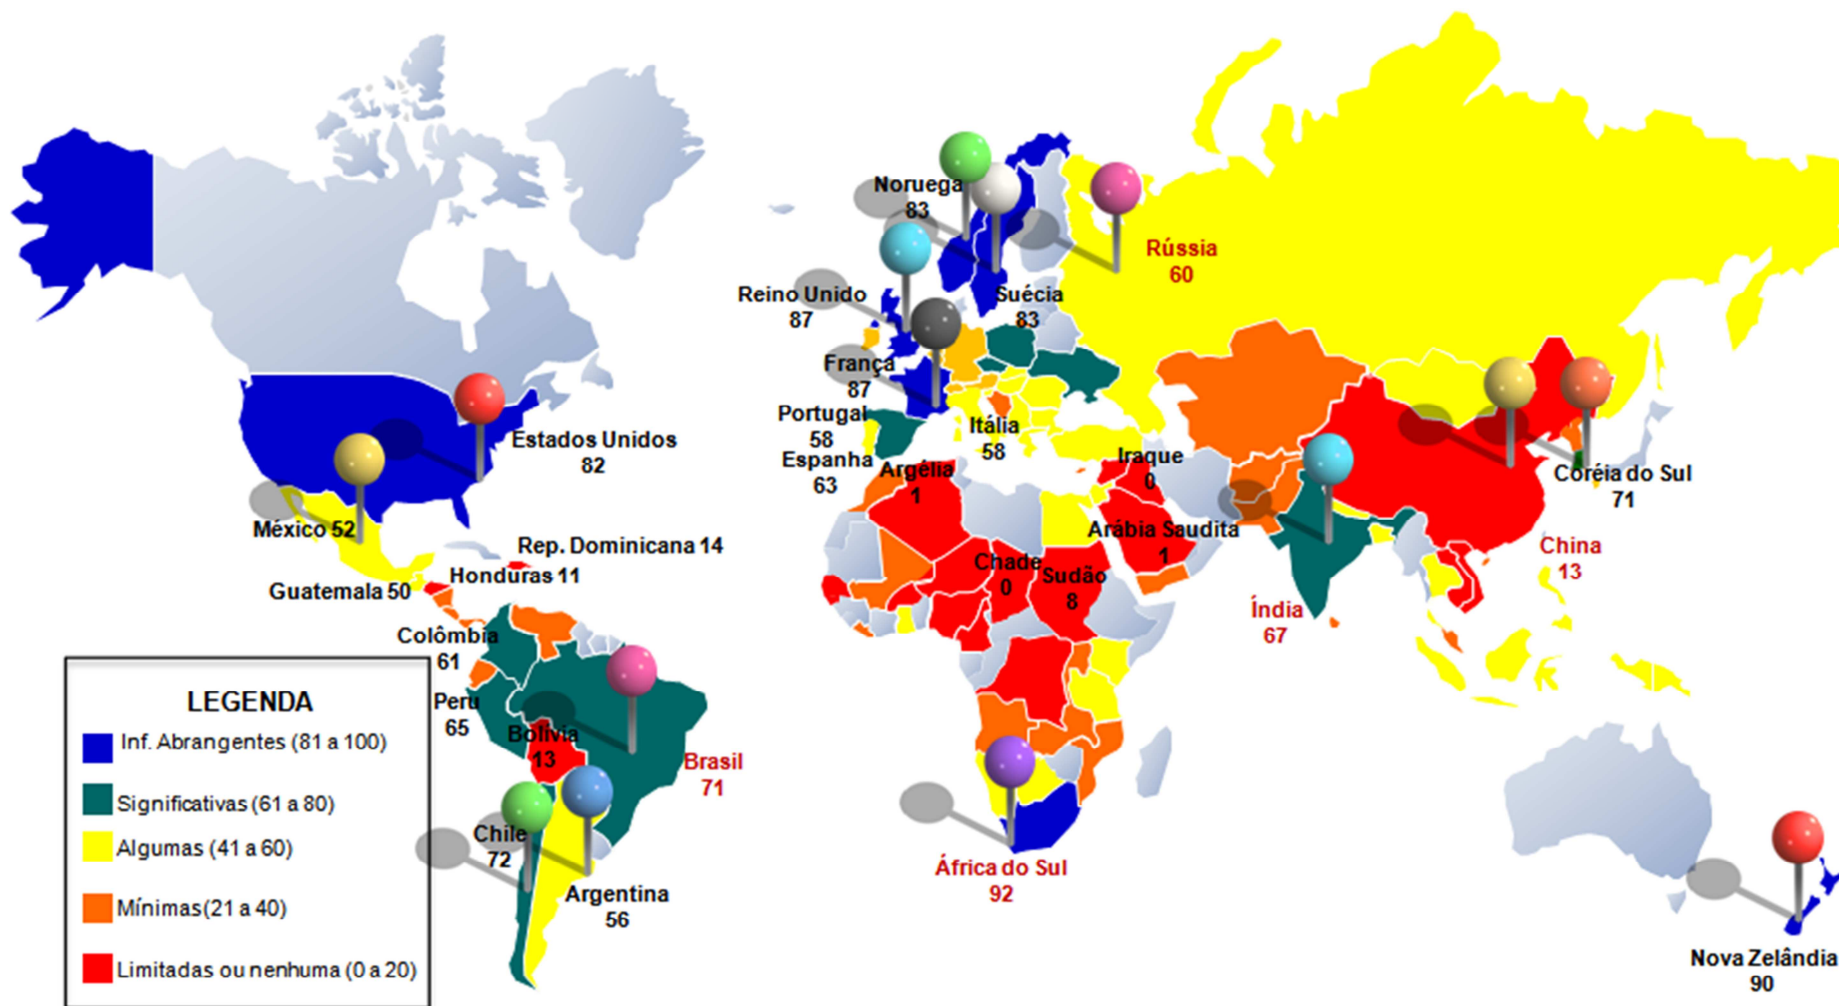 Noruega
83
Rússia
60
Reino Unido
87
Suécia
83
França
87
Portugal
58
Itália
58
Espanha
63
Estados Unidos
82
Argélia
1
Iraque
0
Coréia do Sul
71
México 52
Arábia Saudita
1
Rep. Dominicana 14
China
13
Chade
0
Sudão
8
Honduras 11
Guatemala 50
Índia
67
Colômbia
61
Peru
65
Bolívia
13
Brasil
71
Chile
72
Argentina
56
África do Sul
92
Nova Zelândia
90
LEGENDA
Inf. Abrangentes (81 a 100)
Significativas (61 a 80)
Algumas (41 a 60)
Mínimas(21 a 40)
Limitadas ou nenhuma (0 a 20)